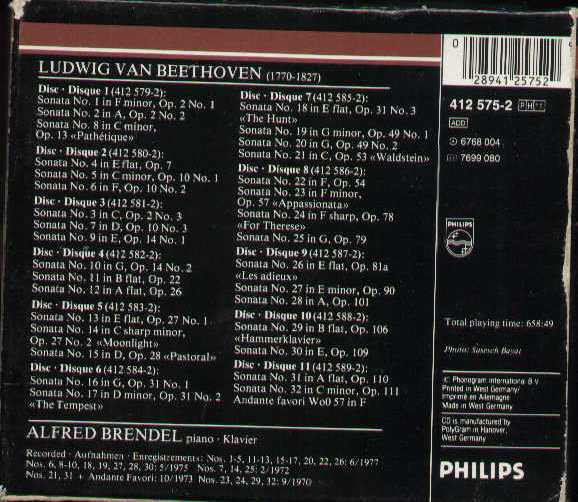 LUDWIG VAN BEETHOVEN (1770-1827)
Disc · Disque 1 (412 579-2):
Sonata No. 1 in F minor, Op. 2 No. 1
Sonata No. 2 in A, Op. 2 No. 2
Sonata No. 8 in C minor,
Op. 13 «Pathétique»
Disc · Disque 2 (412 580-2):
Sonata No. 4 in E flat, Op. 7
Sonata No. 5 in C minor, Op. 10 No. 1
Sonata No. 6 in F, Op. 10 No. 2
Disc · Disque 3 (412 581-2):
Sonata No. 3 in C, Op. 2 No. 3
Sonata No. 7 in D, Op. 10 No. 3
Sonata No. 9 in E, Op. 14 No. 1
Disc · Disque 4 (412 582-2):
Sonata No. 10 in G, Op. 14 No. 2
Sonata No. 11 in B flat, Op. 22
Sonata No. 12 in A flat, Op. 26
Disc · Disque 5 (412 583-2):
Sonata No. 13 in E flat, Op. 27 No. 1
Sonata No. 14 in C sharp minor,
Op. 27 No. 2 «Moonlight»
Sonata No. 15 in D, Op. 28 «Pastoral»
Disc · Disque 6 (412 584-2):
Sonata No. 16 in G, Op. 31 No. 1
Sonata No. 17 in D minor, Op. 31 No. 2
«The Tempest»
Disc · Disque 7 (412 585-2):
Sonata No. 18 in E flat, Op. 31 No. 3
«The Hunt»
Sonata No. 19 in G minor, Op. 49 No. 1
Sonata No. 20 in G, Op. 49 No. 2
Sonata No. 21 in C, Op. 53 «Waldstein»
Disc · Disque 8 (412 586-2):
Sonata No. 22 in F, Op. 54
Sonata No. 23 in F minor,
Op. 57 «Appassionata»
Sonata No. 24 in F sharp, Op. 78
«For Therese»
Sonata No. 25 in G, Op. 79
Disc · Disque 9 (412 587-2):
Sonata No. 26 in E flat, Op. 81a
«Les adieux»
Sonata No. 27 in E minor, Op. 90
Sonata No. 28 in A, Op. 101
Disc · Disque 10 (412 588-2):
Sonata No. 29 in B flat, Op. 106
«Hammerklavier»
Sonata No. 30 in E, Op. 109
Disc · Disque 11 (412 589-2):
Sonata No. 31 in A flat, Op. 110
Sonata No. 32 in C minor, Op. 111
Andante favori WoO 57 in F
ALFRED BRENDEL piano · Klavier
Recorded · Aufnahmen · Enregistrements: Nos. 1-5, 11-13, 15-17, 20, 22, 26: 6/1977
Nos. 6, 8-10, 18, 19, 27, 28, 30: 5/1975 Nos. 7, 14, 25: 2/1972
Nos. 21, 31 + Andante Favori: 10/1973 Nos. 23, 24, 29, 32: 9/1970
0
28941 25752
412 575-2
ADD
6768 004
7699 080
PHILIPS
Total playing time: 658:49
Photo:
℗ Phonogram International B.V.
Printed in West Germany/
Imprimé en Allemagne
Made in West Germany
CD is manufactured by
PolyGram in Hanover,
West Germany
PHILIPS